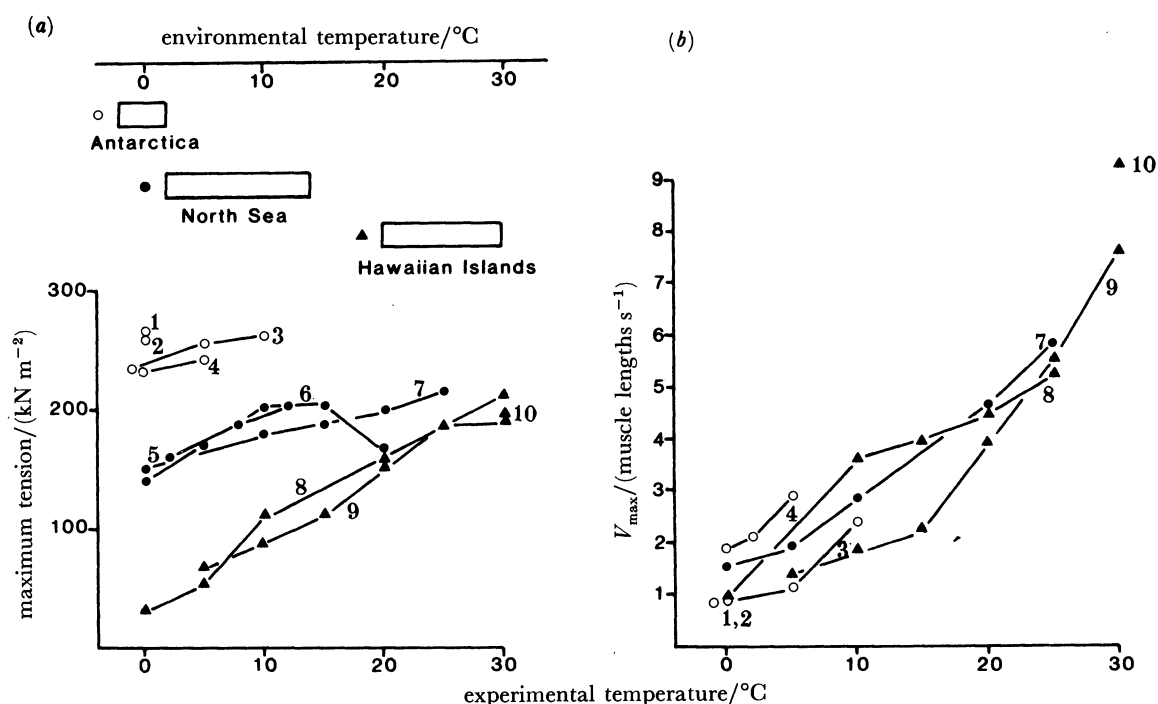 (a)
environmental temperature/°C
0 10 20 30
Antarctica
North Sea
Hawaiian Islands
300
200
100
maximum tension/(kN m⁻²)
1
2
3
4
5
6
7
8
9
10
0 10 20 30
(b)
9
8
7
6
5
4
3
2
1
V_max/(muscle lengths s⁻¹)
10
9
7
8
4
3
1,2
0 10 20 30
experimental temperature/°C